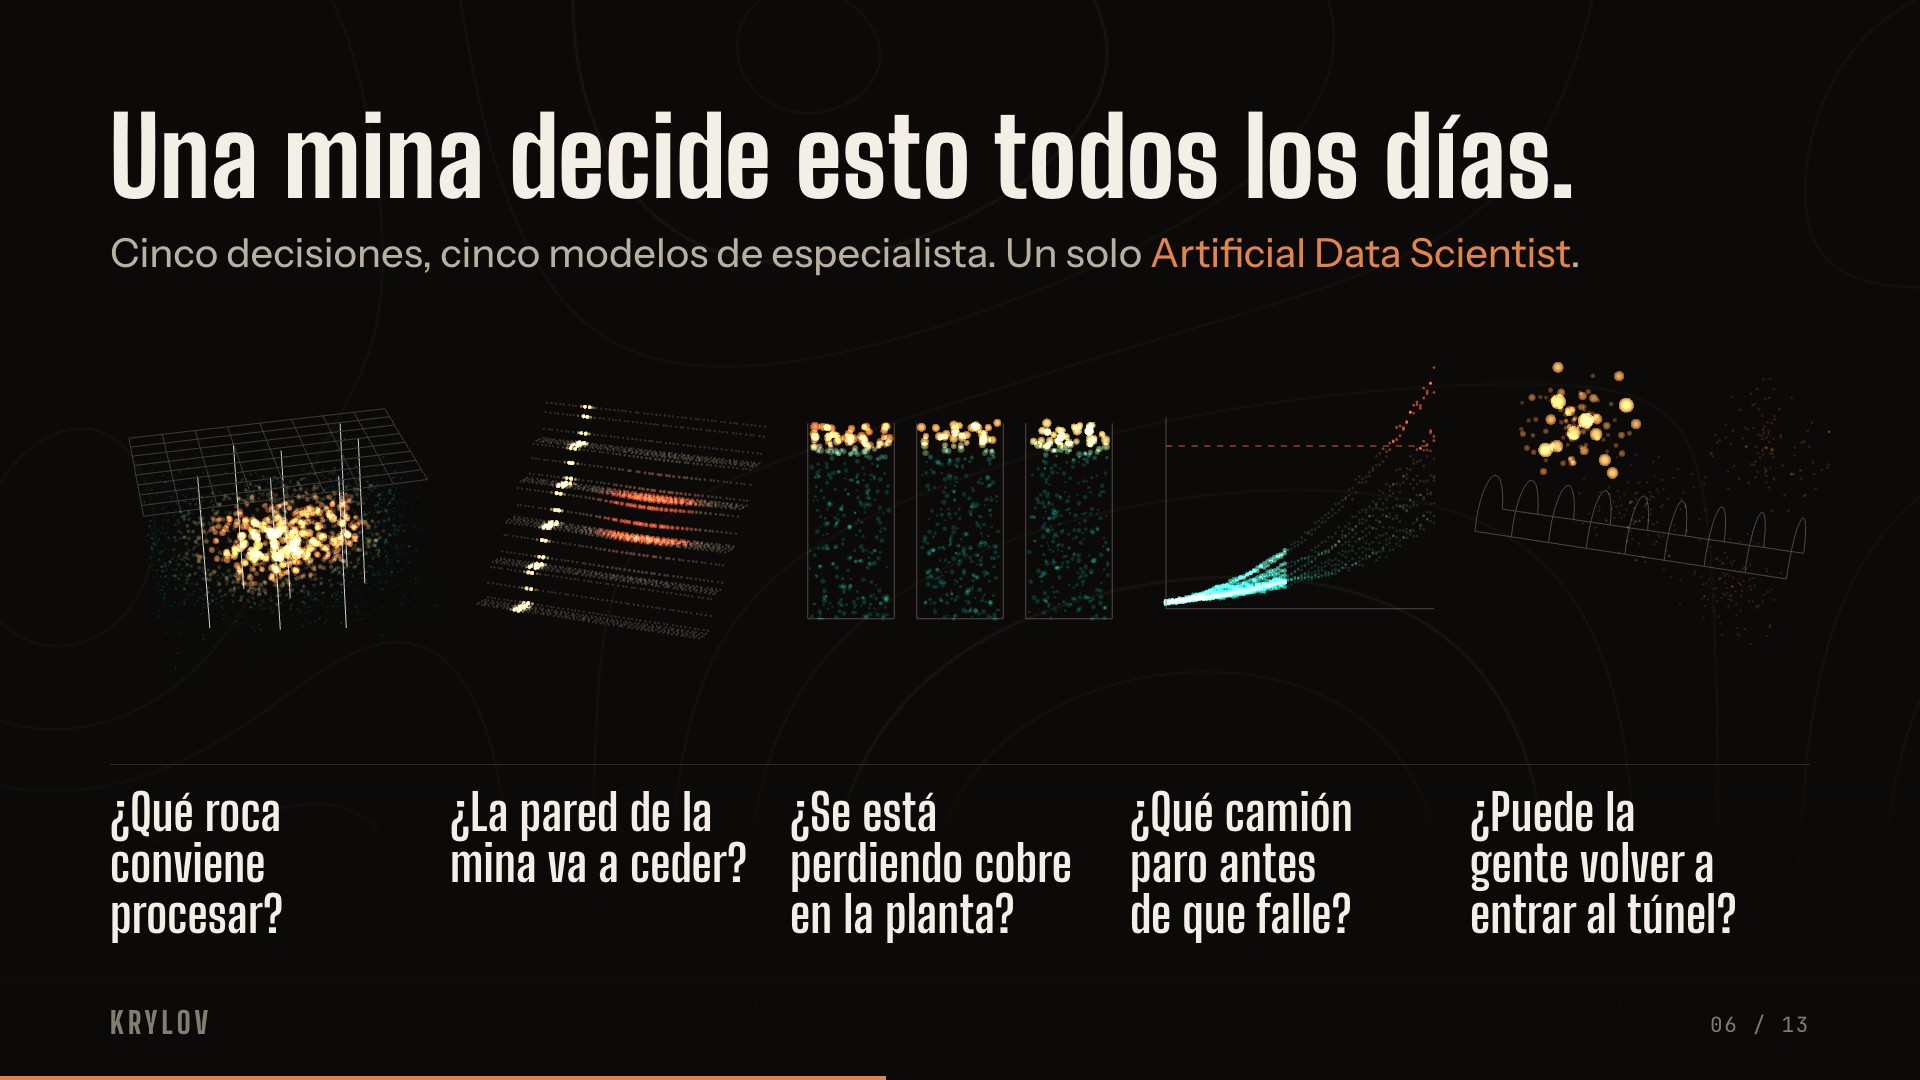 Una mina decide esto todos los días.
Cinco decisiones, cinco modelos de especialista. Un solo Artificial Data Scientist.
¿Qué roca
conviene
procesar?
¿La pared de la
mina va a ceder?
¿Se está
perdiendo cobre
en la planta?
¿Qué camión
paro antes
de que falle?
¿Puede la
gente volver a
entrar al túnel?
KRYLOV
06 / 13